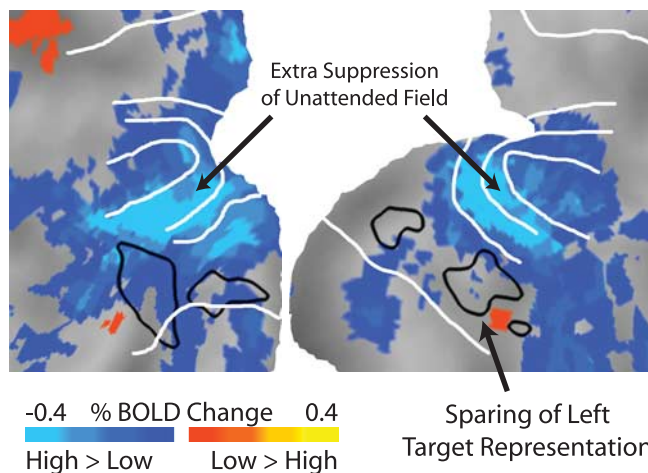 Extra Suppression
of Unattended Field
-0.4 % BOLD Change 0.4
High > Low Low > High
Sparing of Left
Target Representation